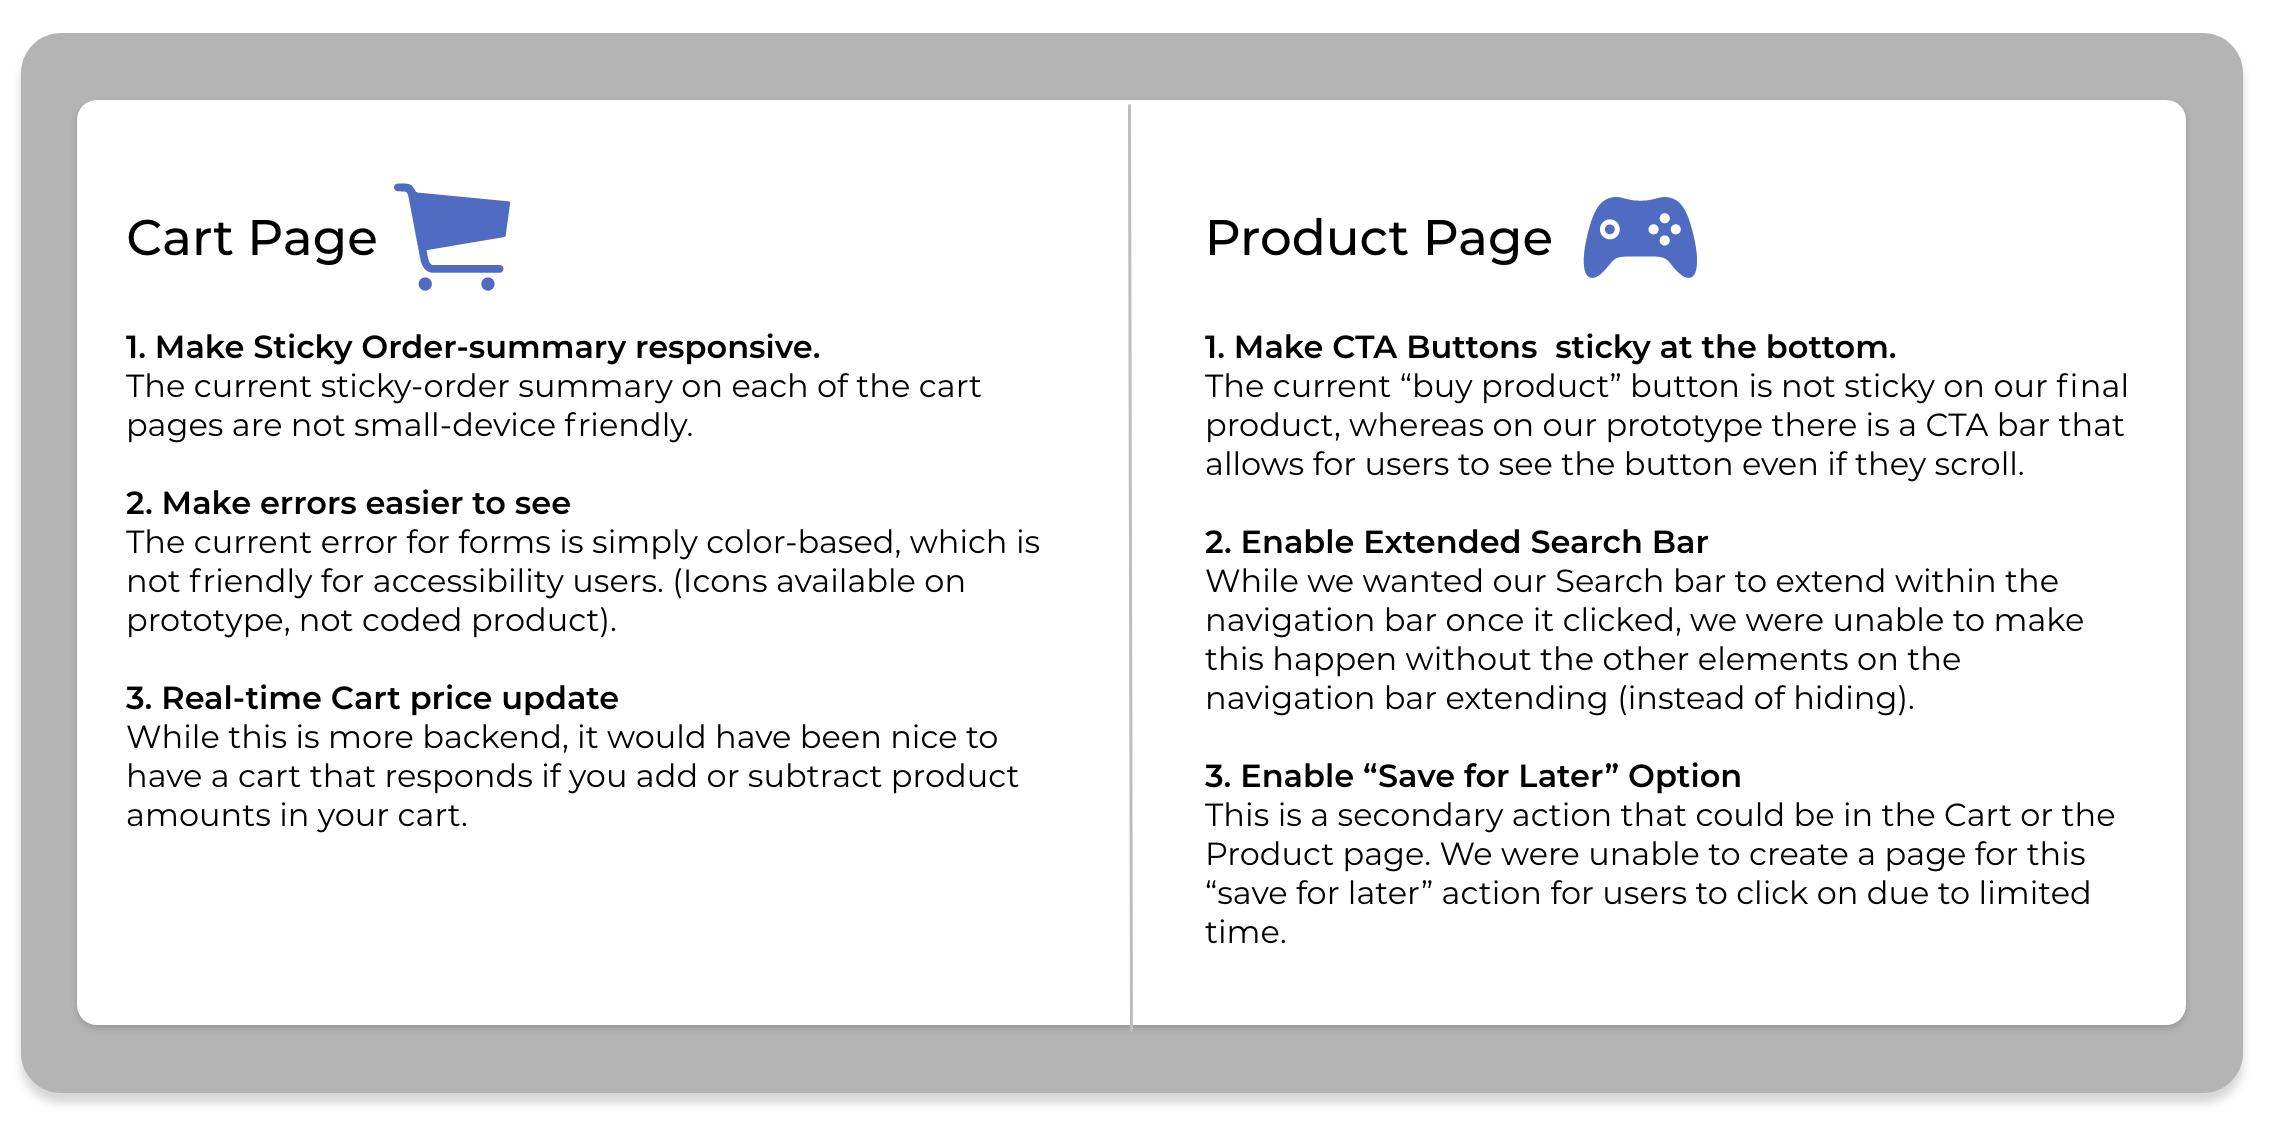 Cart Page
1. Make Sticky Order-summary responsive.
The current sticky-order summary on each of the cart
pages are not small-device friendly.
2. Make errors easier to see
The current error for forms is simply color-based, which is
not friendly for accessibility users. (Icons available on
prototype, not coded product).
3. Real-time Cart price update
While this is more backend, it would have been nice to
have a cart that responds if you add or subtract product
amounts in your cart.
Product Page
1. Make CTA Buttons  sticky at the bottom.
The current “buy product” button is not sticky on our final
product, whereas on our prototype there is a CTA bar that
allows for users to see the button even if they scroll.
2. Enable Extended Search Bar
While we wanted our Search bar to extend within the
navigation bar once it clicked, we were unable to make
this happen without the other elements on the
navigation bar extending (instead of hiding).
3. Enable “Save for Later” Option
This is a secondary action that could be in the Cart or the
Product page. We were unable to create a page for this
“save for later” action for users to click on due to limited
time.